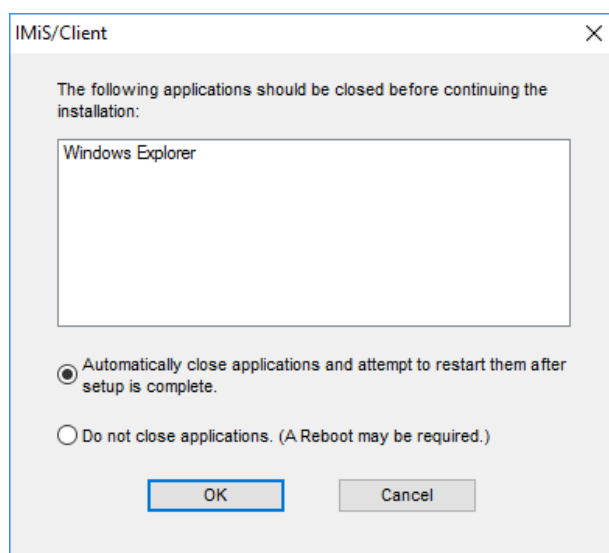 IMiS/Client
The following applications should be closed before continuing the
installation:
Windows Explorer
Automatically close applications and attempt to restart them after
setup is complete.
Do not close applications. (A Reboot may be required.)
OK
Cancel